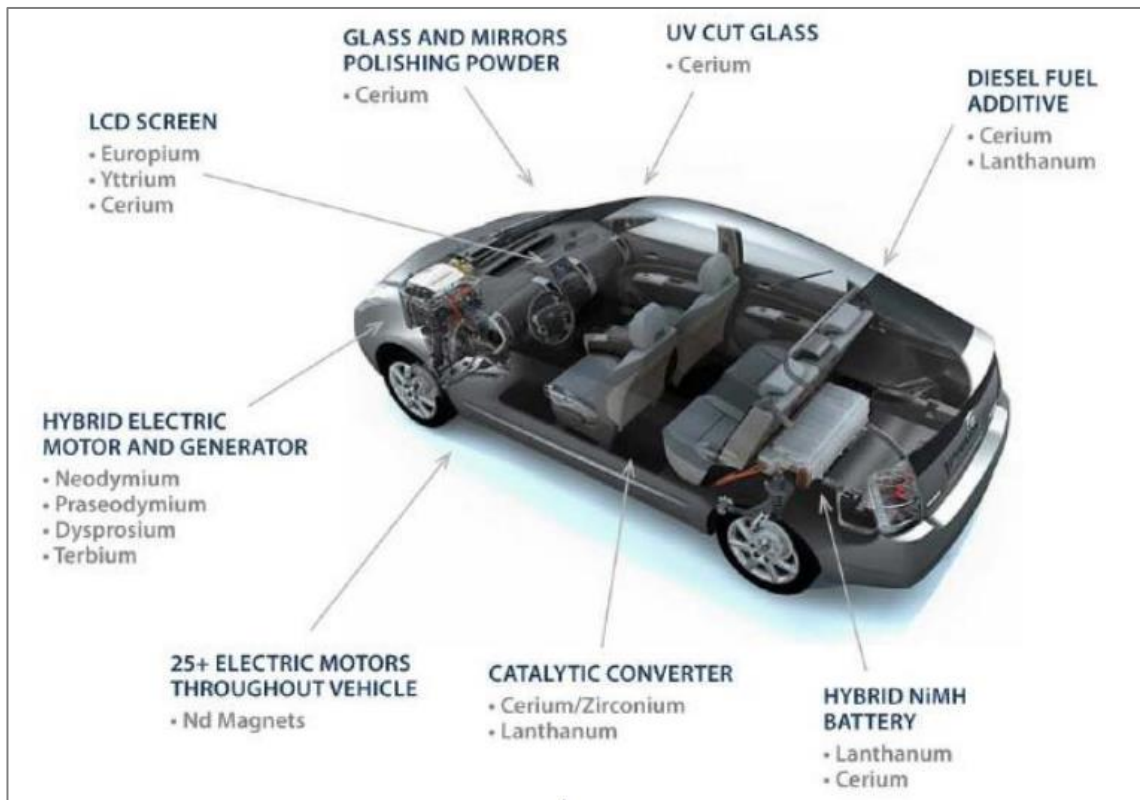 GLASS AND MIRRORS
POLISHING POWDER
• Cerium
UV CUT GLASS
• Cerium
DIESEL FUEL
ADDITIVE
• Cerium
• Lanthanum
LCD SCREEN
• Europium
• Yttrium
• Cerium
HYBRID ELECTRIC
MOTOR AND GENERATOR
• Neodymium
• Praseodymium
• Dysprosium
• Terbium
25+ ELECTRIC MOTORS
THROUGHOUT VEHICLE
• Nd Magnets
CATALYTIC CONVERTER
• Cerium/Zirconium
• Lanthanum
HYBRID NiMH
BATTERY
• Lanthanum
• Cerium